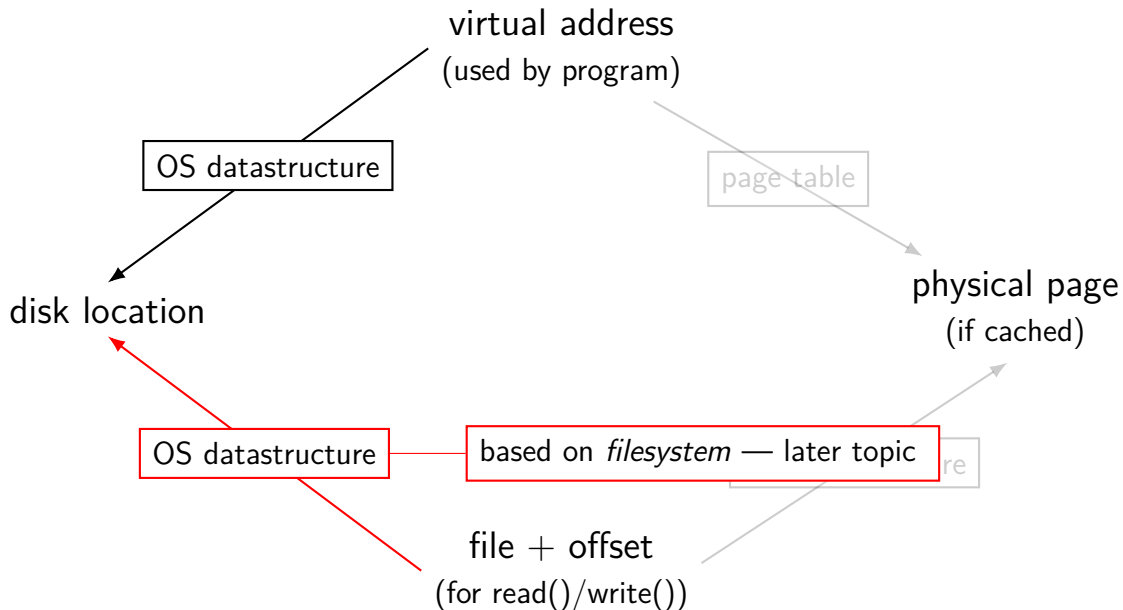 virtual address
(used by program)
OS datastructure
page table
physical page
(if cached)
disk location
OS datastructure
based on filesystem — later topic
file + offset
(for read()/write())